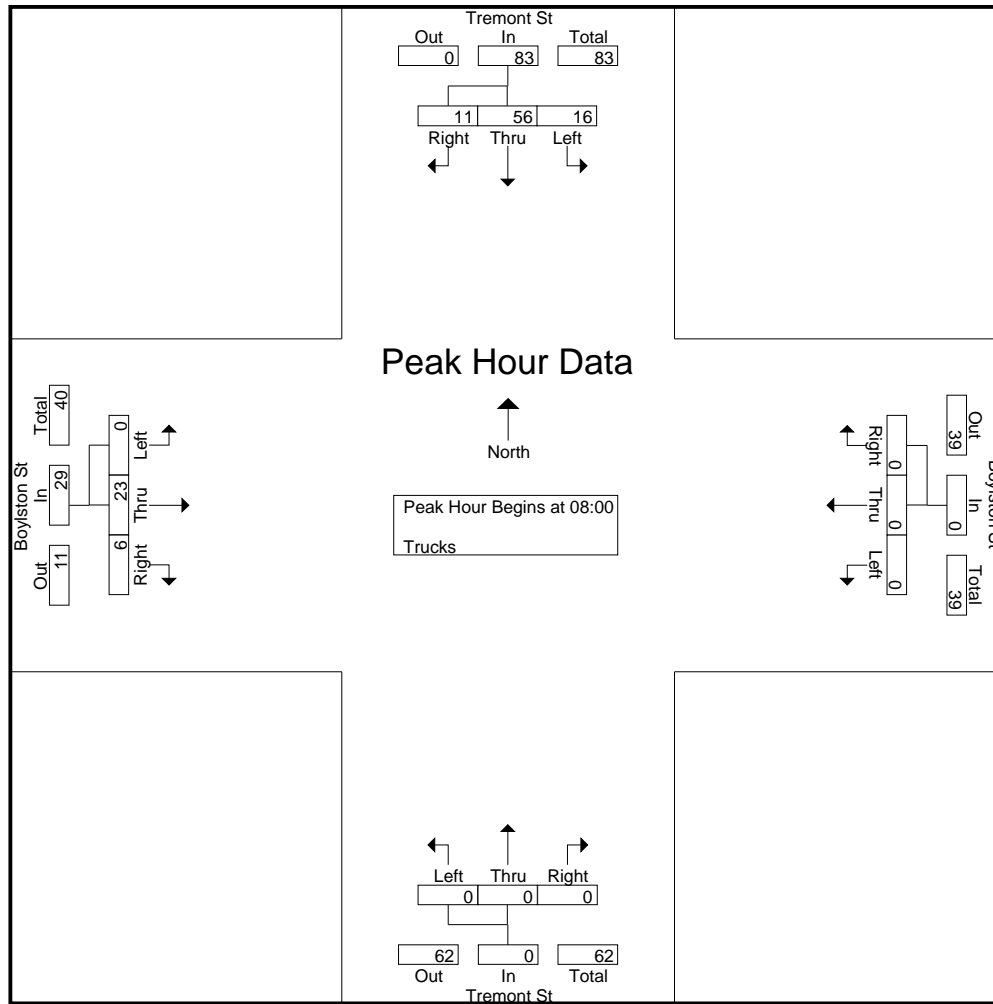 Tremont St
Out In Total
0 83 83
11 56 16
Right Thru Left
Peak Hour Data
North
Peak Hour Begins at 08:00
Trucks
Boylston St
Total In Out
40 29 11
0 23 6
Left Thru Right
Boylston St
Out In Total
39 0 39
0 0 0
Right Thru Left
Left Thru Right
0 0 0
62 0 62
Out In Total
Tremont St